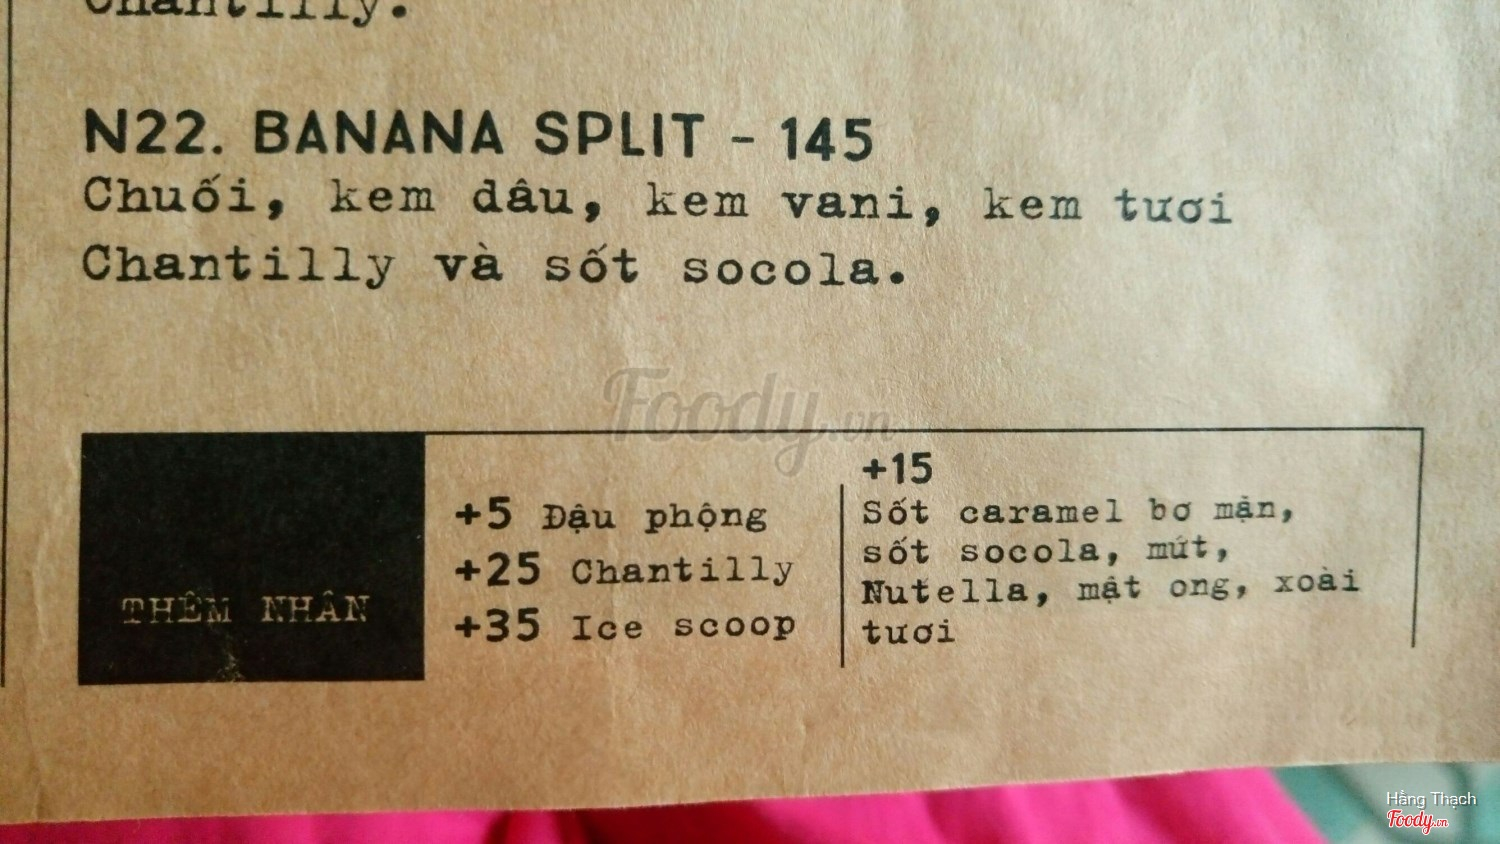 Chantilly.
N22. BANANA SPLIT - 145
Chuối, kem dâu, kem vani, kem tươi
Chantilly và sốt socola.
Foody.vn
THÊM NHÂN
+5 Đậu phộng
+25 Chantilly
+35 Ice scoop
+15
Sốt caramel bơ mặn,
sốt socola, mứt,
Nutella, mật ong, xoài
tươi
Hằng Thạch
Foody.vn